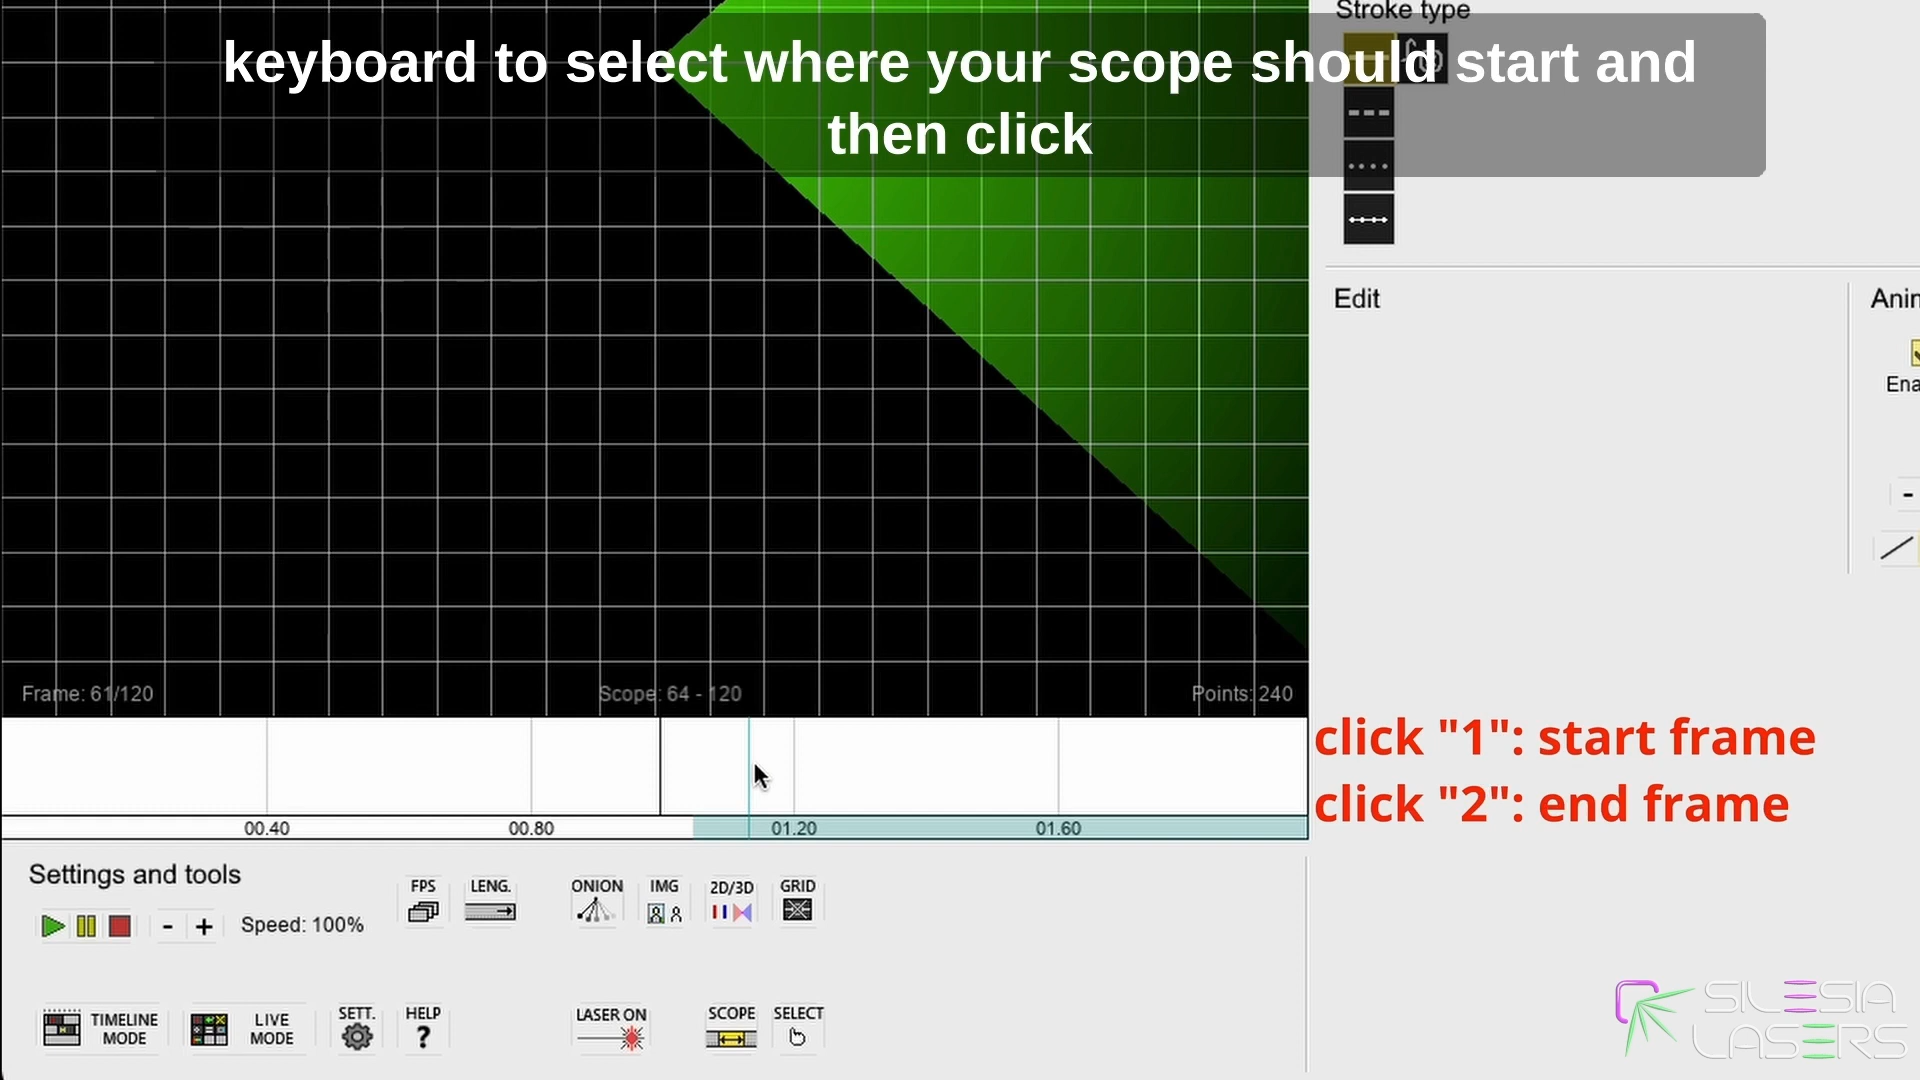 Stroke type
keyboard to select where your scope should start and
then click
Edit
Frame: 61/120
Scope: 64 - 120
Points: 240
click "1": start frame
click "2": end frame
00.40
00.80
01.20
01.60
Settings and tools
FPS
LENG.
ONION
IMG
2D/3D
GRID
- +
Speed: 100%
TIMELINE
MODE
LIVE
MODE
SETT.
HELP
?
LASER ON
SCOPE
SELECT
SILESIA
LASERS